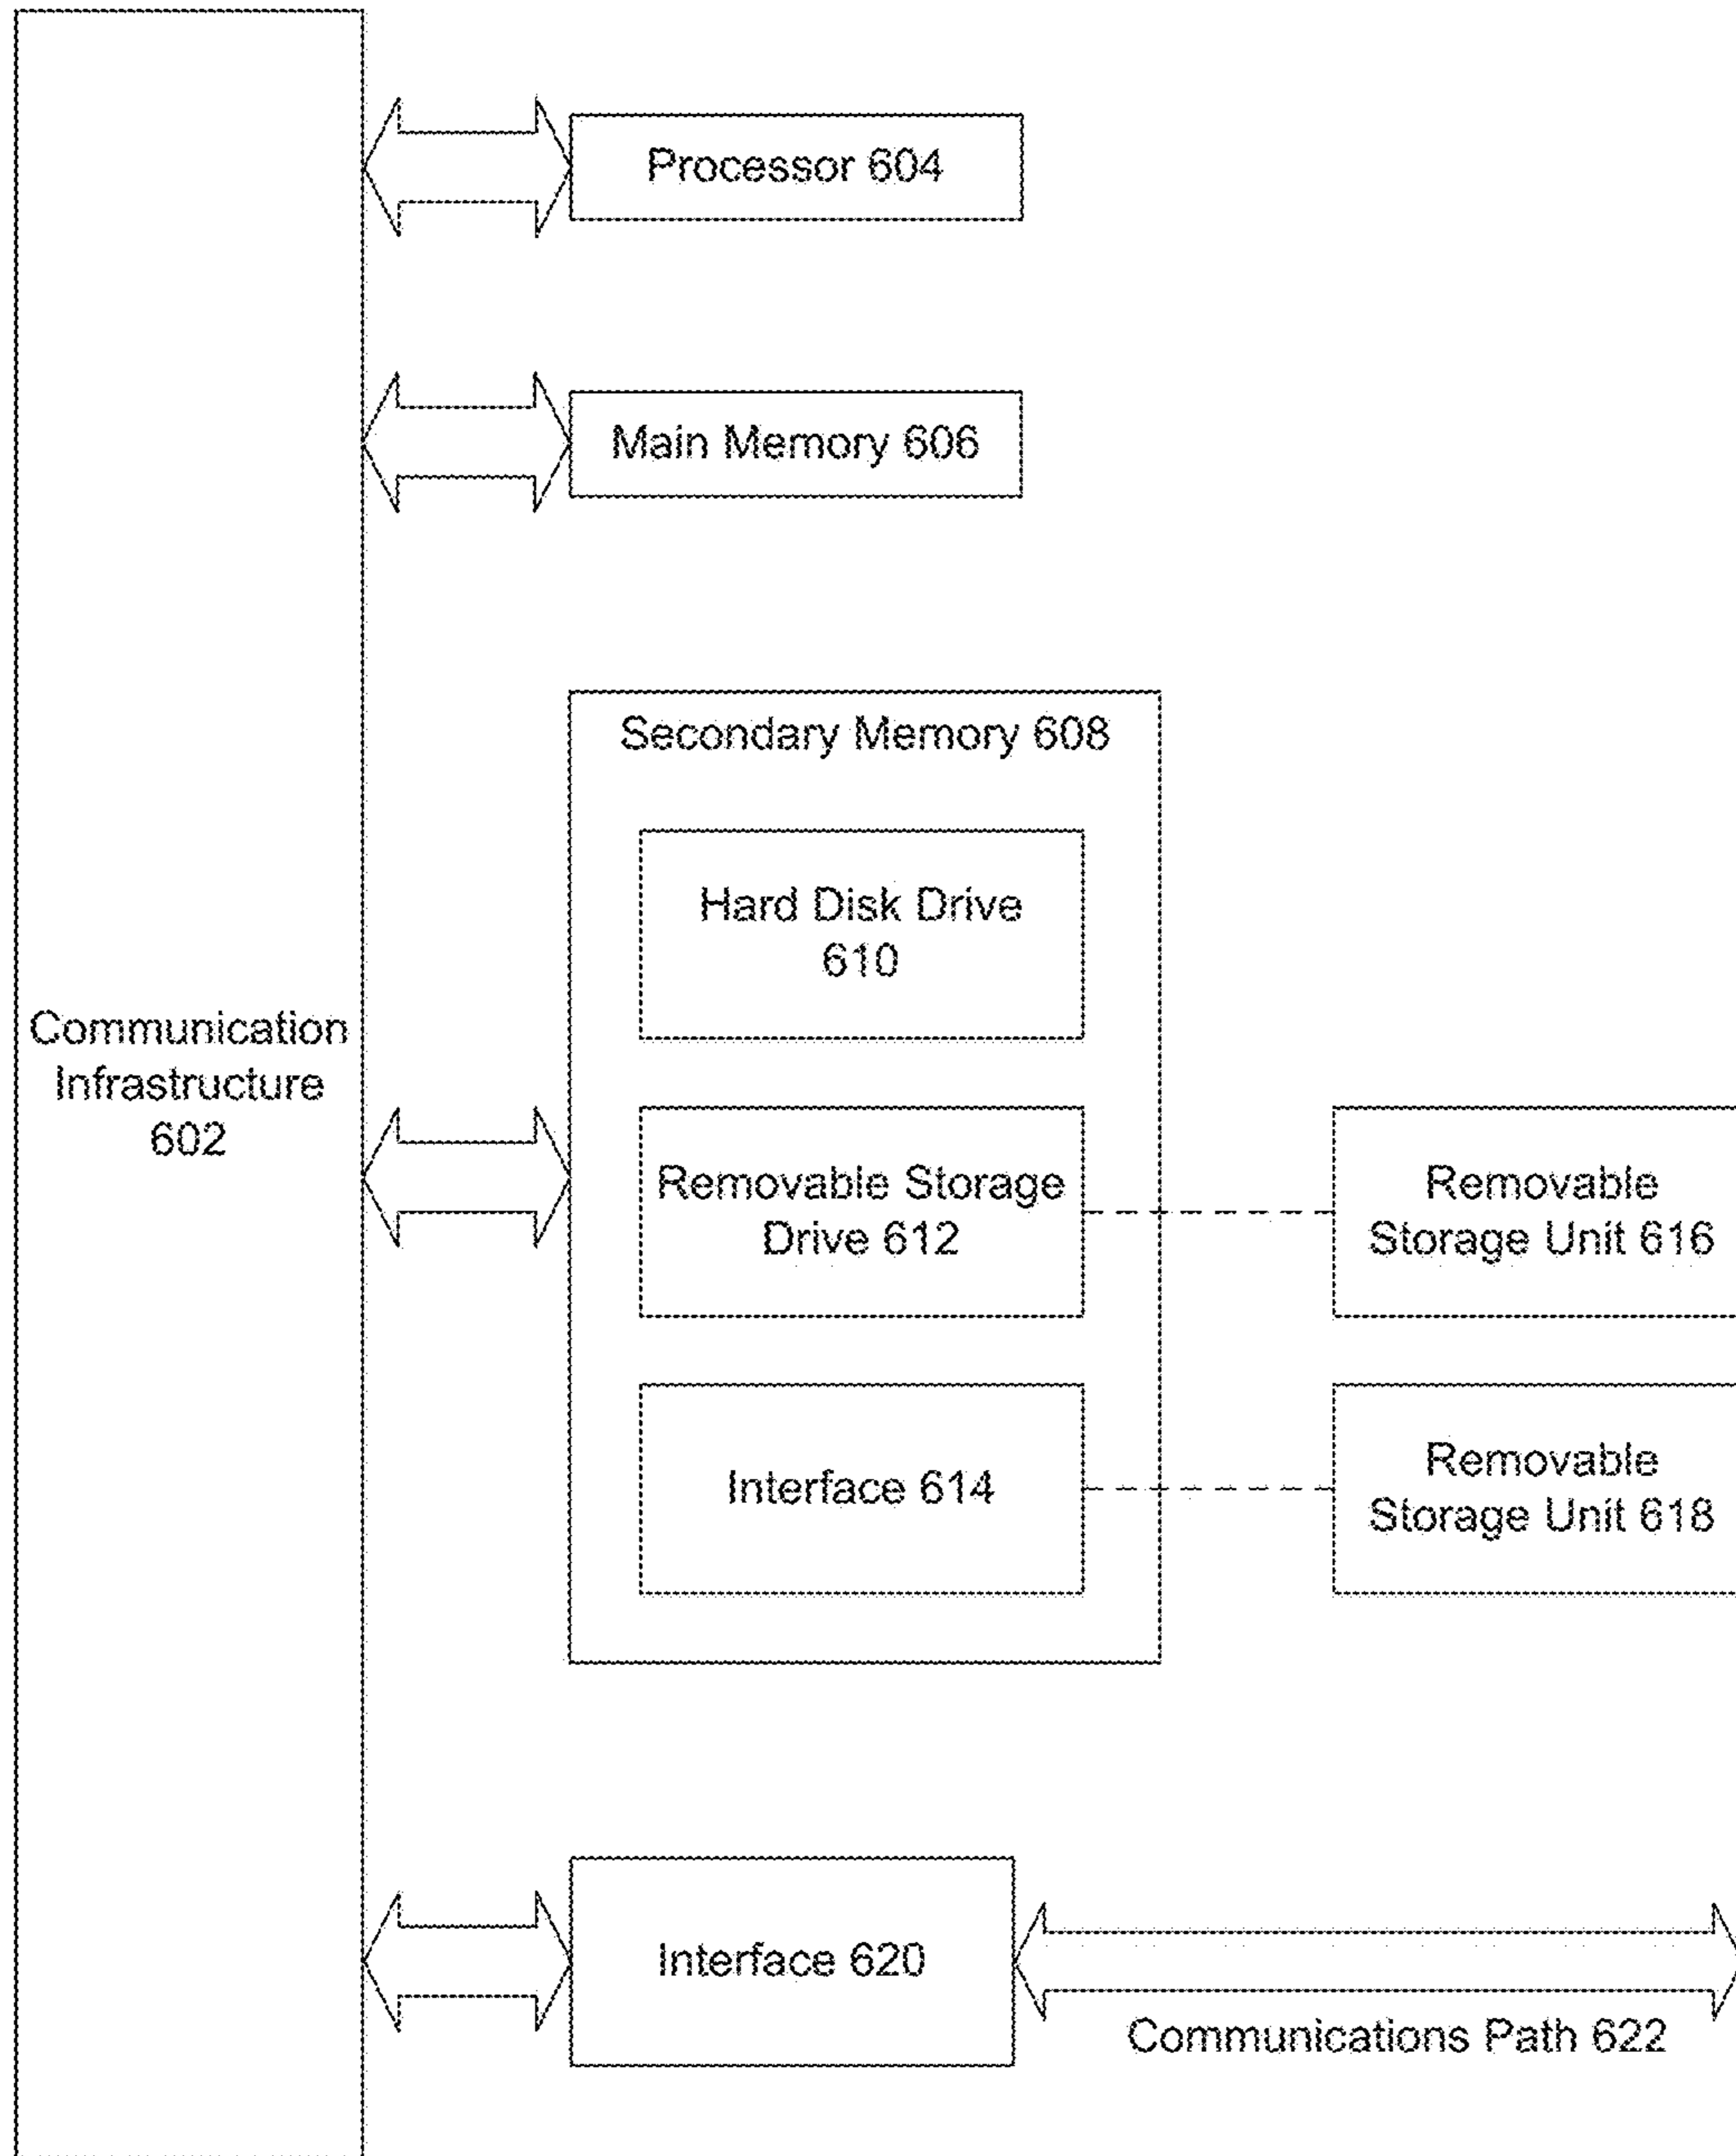 Processor 604
Main Memory 606
Secondary Memory 608
Hard Disk Drive
610
Communication
Infrastructure
602
Removable Storage
Drive 612
Removable
Storage Unit 616
Interface 614
Removable
Storage Unit 618
Interface 620
Communications Path 622